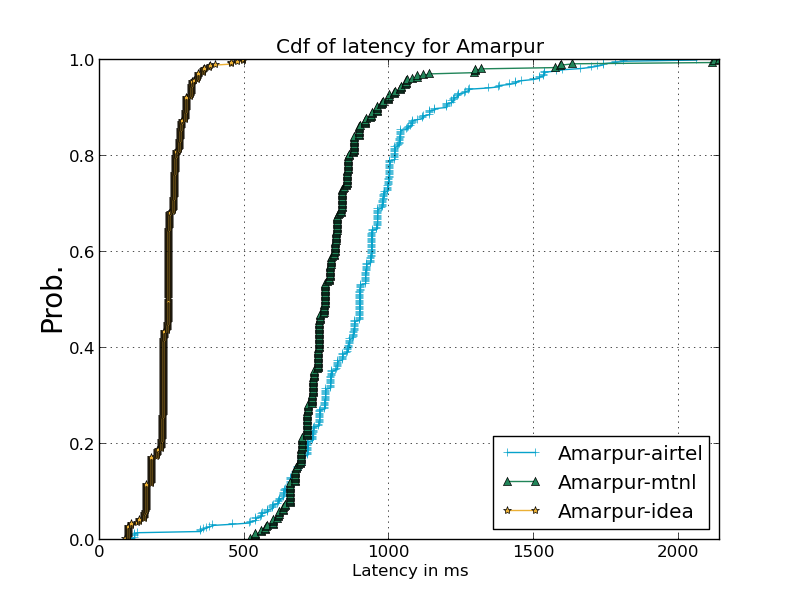 Cdf of latency for Amarpur
1.0
0.8
0.6
0.4
0.2
0.0
Prob.
0 500 1000 1500 2000
Latency in ms
Amarpur-airtel
Amarpur-mtnl
Amarpur-idea